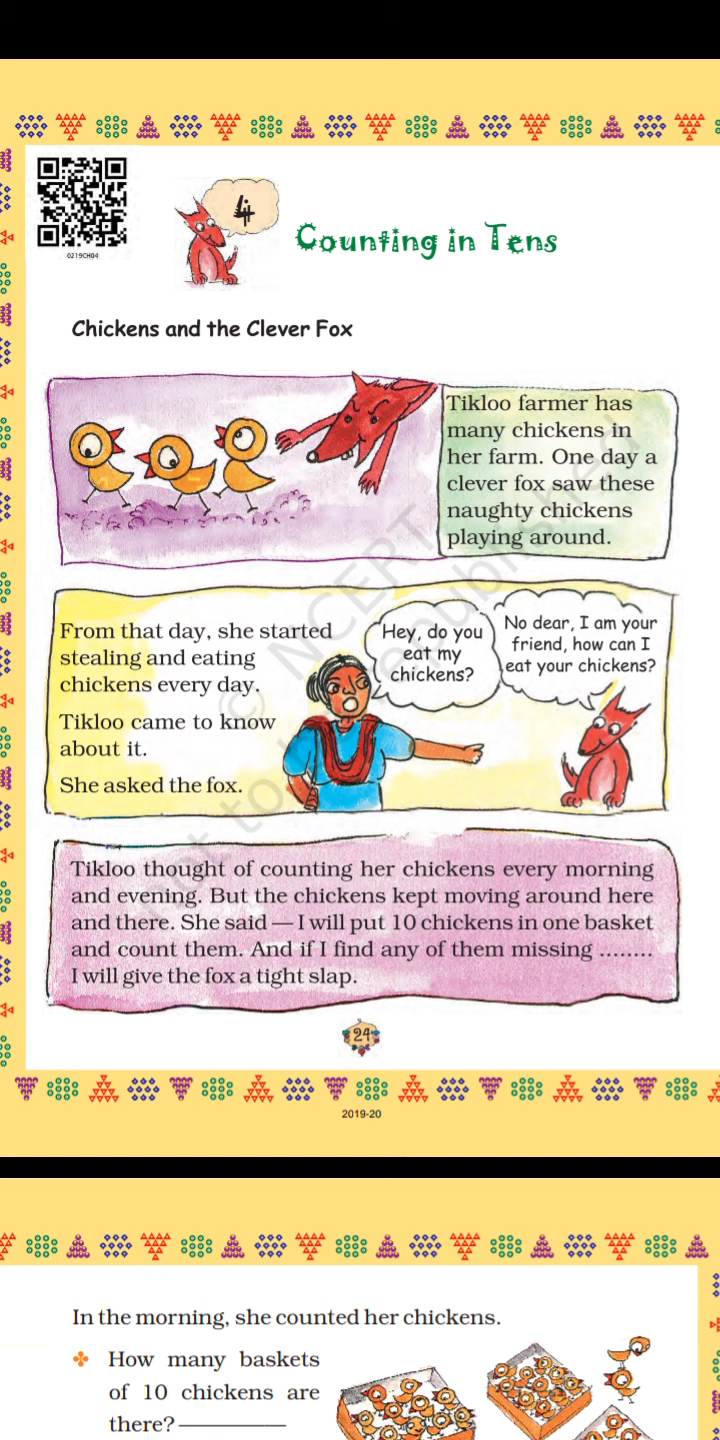 0219CH04
4
Counting in Tens
Chickens and the Clever Fox
Tikloo farmer has
many chickens in
her farm. One day a
clever fox saw these
naughty chickens
playing around.
From that day, she started
stealing and eating
chickens every day.
Tikloo came to know
about it.
She asked the fox.
Hey, do you
eat my
chickens?
No dear, I am your
friend, how can I
eat your chickens?
Tikloo thought of counting her chickens every morning
and evening. But the chickens kept moving around here
and there. She said — I will put 10 chickens in one basket
and count them. And if I find any of them missing ........
I will give the fox a tight slap.
© NCERT
not to be republished
24
2019-20
In the morning, she counted her chickens.
How many baskets
of 10 chickens are
there? ————